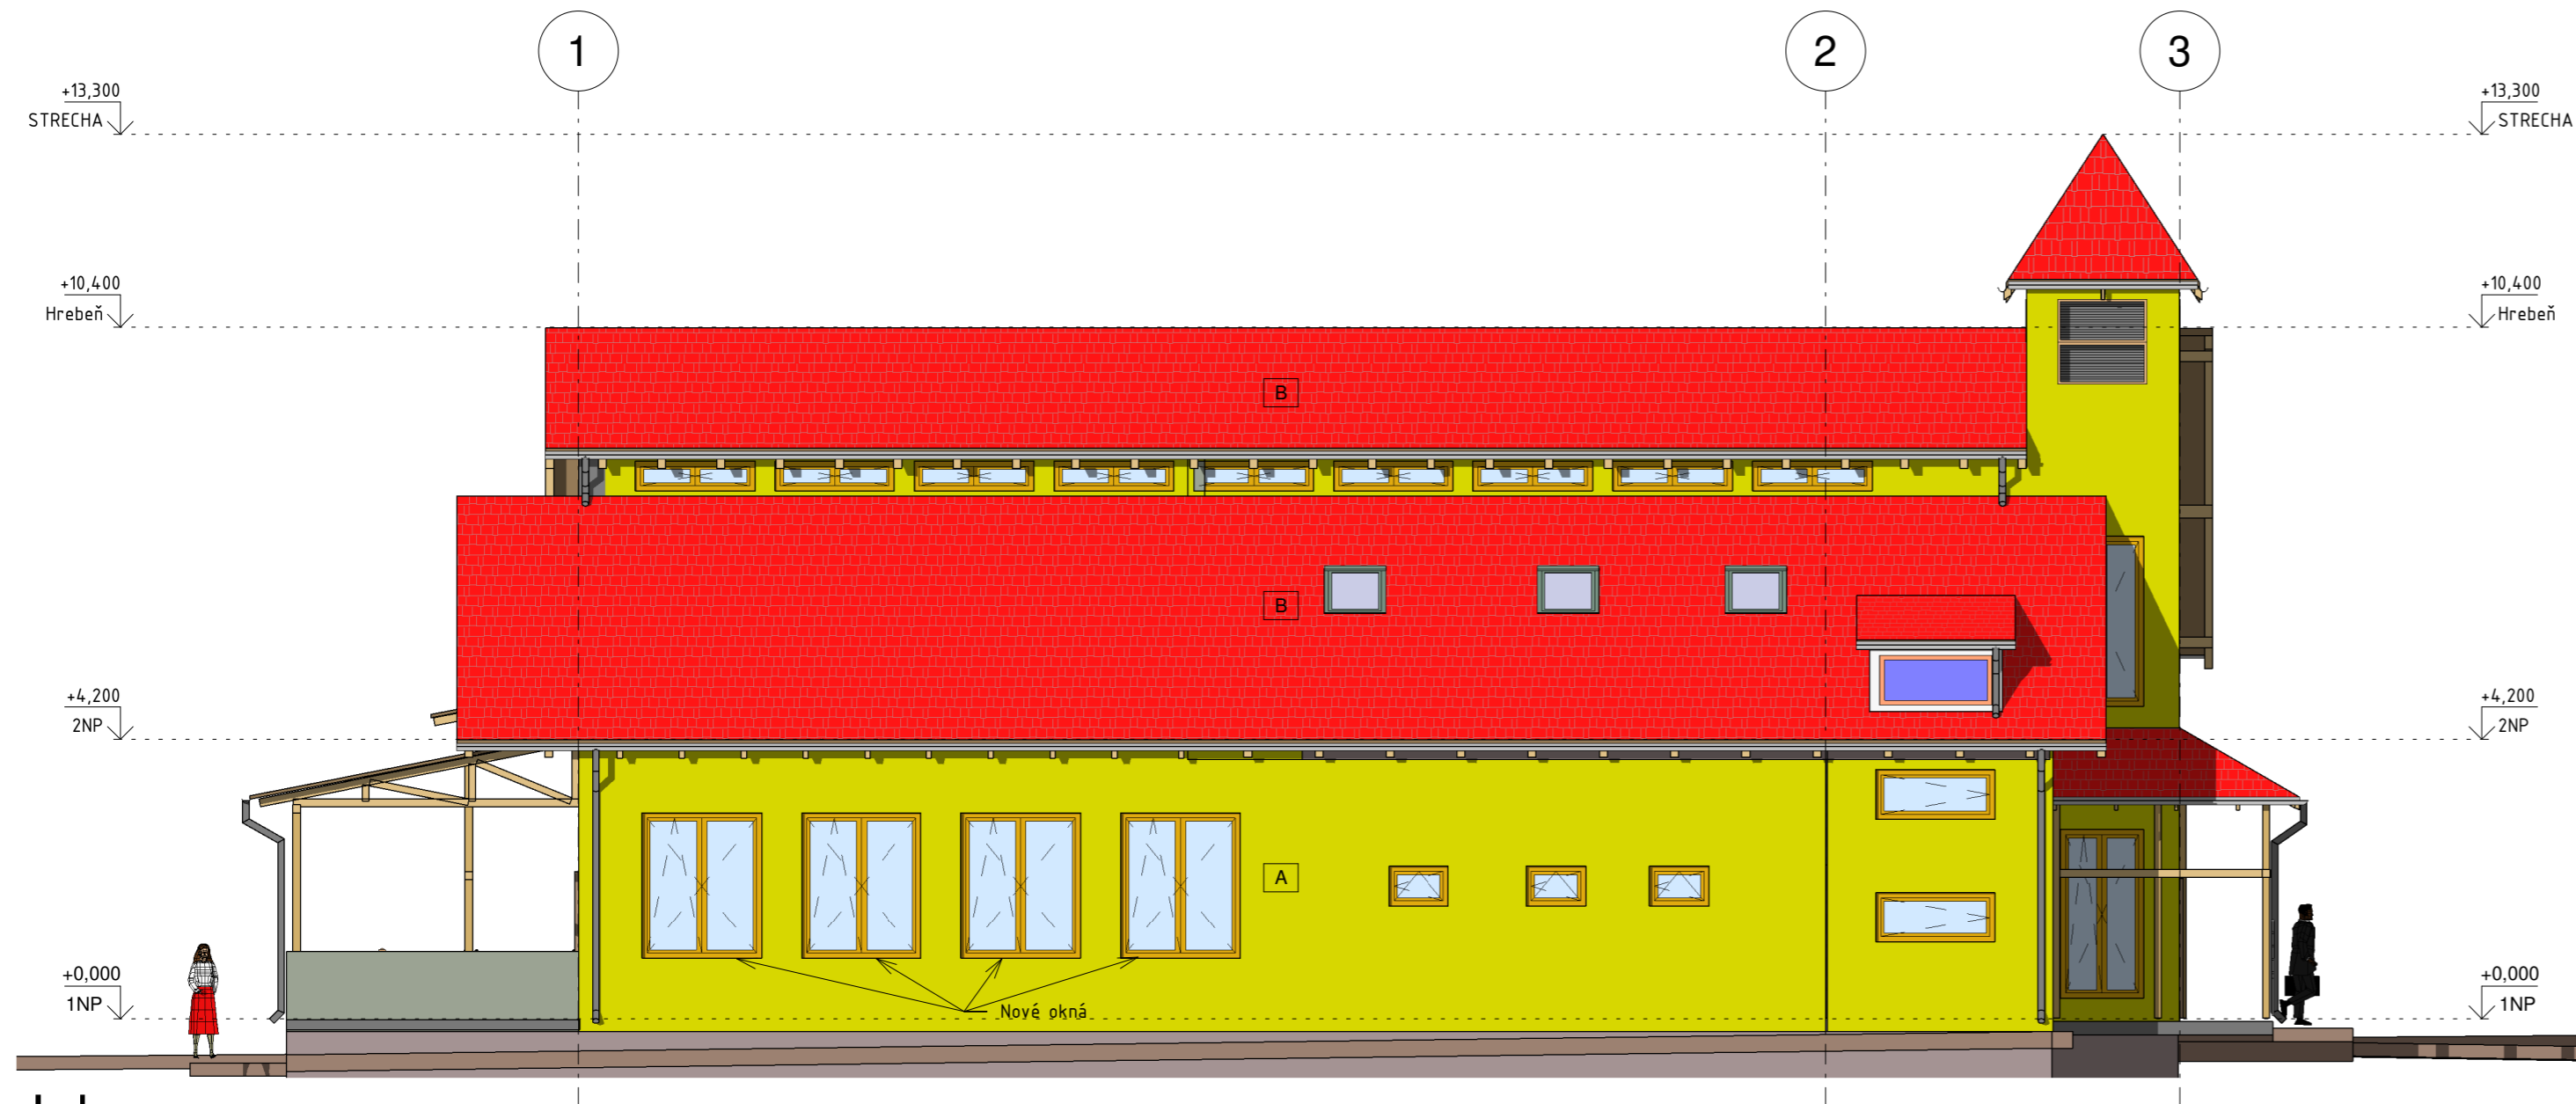 1 2 3
+13,300 +13,300
STRECHA STRECHA
+10,400 +10,400
Hrebeň Hrebeň
B
B
+4,200 +4,200
2NP 2NP
A
+0,000 +0,000
1NP 1NP
Nové okná